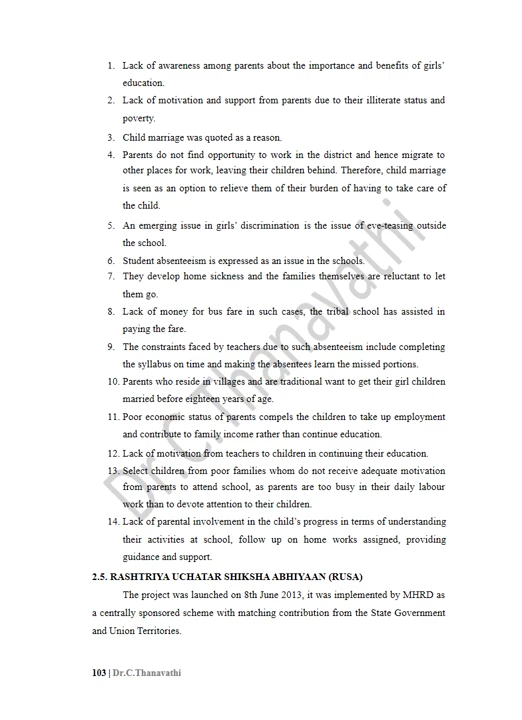 1. Lack of awareness among parents about the importance and benefits of girls'
education.
2. Lack of motivation and support from parents due to their illiterate status and
poverty.
3. Child marriage was quoted as a reason.
4. Parents do not find opportunity to work in the district and hence migrate to
other places for work, leaving their children behind. Therefore, child marriage
is seen as an option to relieve them of their burden of having to take care of
the child.
5. An emerging issue in girls' discrimination is the issue of eve-teasing outside
the school.
6. Student absenteeism is expressed as an issue in the schools.
7. They develop home sickness and the families themselves are reluctant to let
them go.
8. Lack of money for bus fare in such cases, the tribal school has assisted in
paying the fare.
9. The constraints faced by teachers due to such absenteeism include completing
the syllabus on time and making the absentees learn the missed portions.
10. Parents who reside in villages and are traditional want to get their girl children
married before eighteen years of age.
11. Poor economic status of parents compels the children to take up employment
and contribute to family income rather than continue education.
12. Lack of motivation from teachers to children in continuing their education.
13. Select children from poor families whom do not receive adequate motivation
from parents to attend school, as parents are too busy in their daily labour
work than to devote attention to their children.
14. Lack of parental involvement in the child's progress in terms of understanding
their activities at school, follow up on home works assigned, providing
guidance and support.
2.5. RASHTRIYA UCHATAR SHIKSHA ABHIYAAN (RUSA)
The project was launched on 8th June 2013, it was implemented by MHRD as
a centrally sponsored scheme with matching contribution from the State Government
and Union Territories.
103 | Dr.C.Thanavathi
Dr.C.Thanavathi